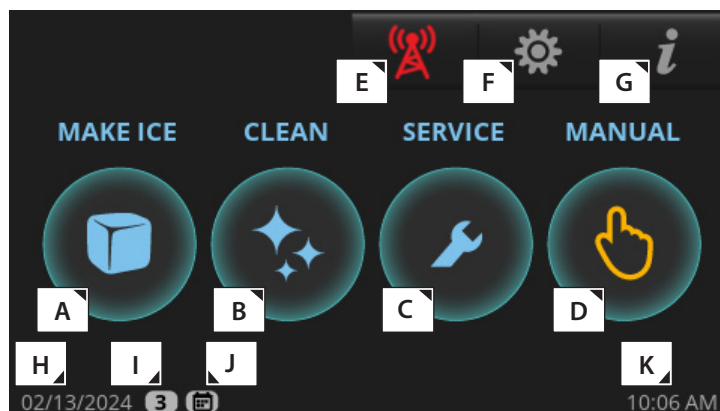 E F G
MAKE ICE CLEAN SERVICE MANUAL
A B C D
H I J K
02/13/2024 3 10:06 AM